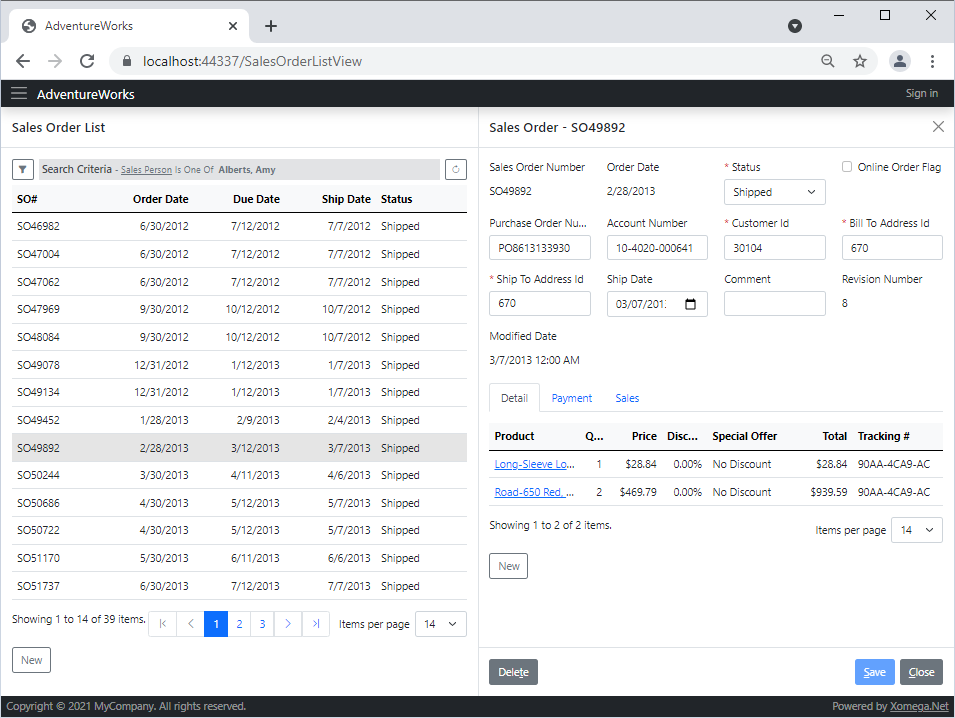 AdventureWorks
localhost:44337/SalesOrderListView
AdventureWorks
Sign in
Sales Order List
Search Criteria - Sales Person Is One Of Alberts, Amy
SO# Order Date Due Date Ship Date Status
SO46982 6/30/2012 7/12/2012 7/7/2012 Shipped
SO47004 6/30/2012 7/12/2012 7/7/2012 Shipped
SO47062 6/30/2012 7/12/2012 7/7/2012 Shipped
SO47969 9/30/2012 10/12/2012 10/7/2012 Shipped
SO48084 9/30/2012 10/12/2012 10/7/2012 Shipped
SO49078 12/31/2012 1/12/2013 1/7/2013 Shipped
SO49134 12/31/2012 1/12/2013 1/7/2013 Shipped
SO49452 1/28/2013 2/9/2013 2/4/2013 Shipped
SO49892 2/28/2013 3/12/2013 3/7/2013 Shipped
SO50244 3/30/2013 4/11/2013 4/6/2013 Shipped
SO50686 4/30/2013 5/12/2013 5/7/2013 Shipped
SO50722 4/30/2013 5/12/2013 5/7/2013 Shipped
SO51170 5/30/2013 6/11/2013 6/6/2013 Shipped
SO51737 6/30/2013 7/12/2013 7/7/2013 Shipped
Showing 1 to 14 of 39 items. 1 2 3 Items per page 14
New
Sales Order - SO49892
Sales Order Number Order Date * Status Online Order Flag
SO49892 2/28/2013 Shipped
Purchase Order Nu... Account Number * Customer Id * Bill To Address Id
PO8613133930 10-4020-000641 30104 670
* Ship To Address Id Ship Date Comment Revision Number
670 03/07/201 8
Modified Date
3/7/2013 12:00 AM
Detail Payment Sales
Product Q... Price Disc... Special Offer Total Tracking #
Long-Sleeve Lo... 1 $28.84 0.00% No Discount $28.84 90AA-4CA9-AC
Road-650 Red, ... 2 $469.79 0.00% No Discount $939.59 90AA-4CA9-AC
Showing 1 to 2 of 2 items. Items per page 14
New
Delete Save Close
Copyright © 2021 MyCompany. All rights reserved. Powered by Xomega.Net